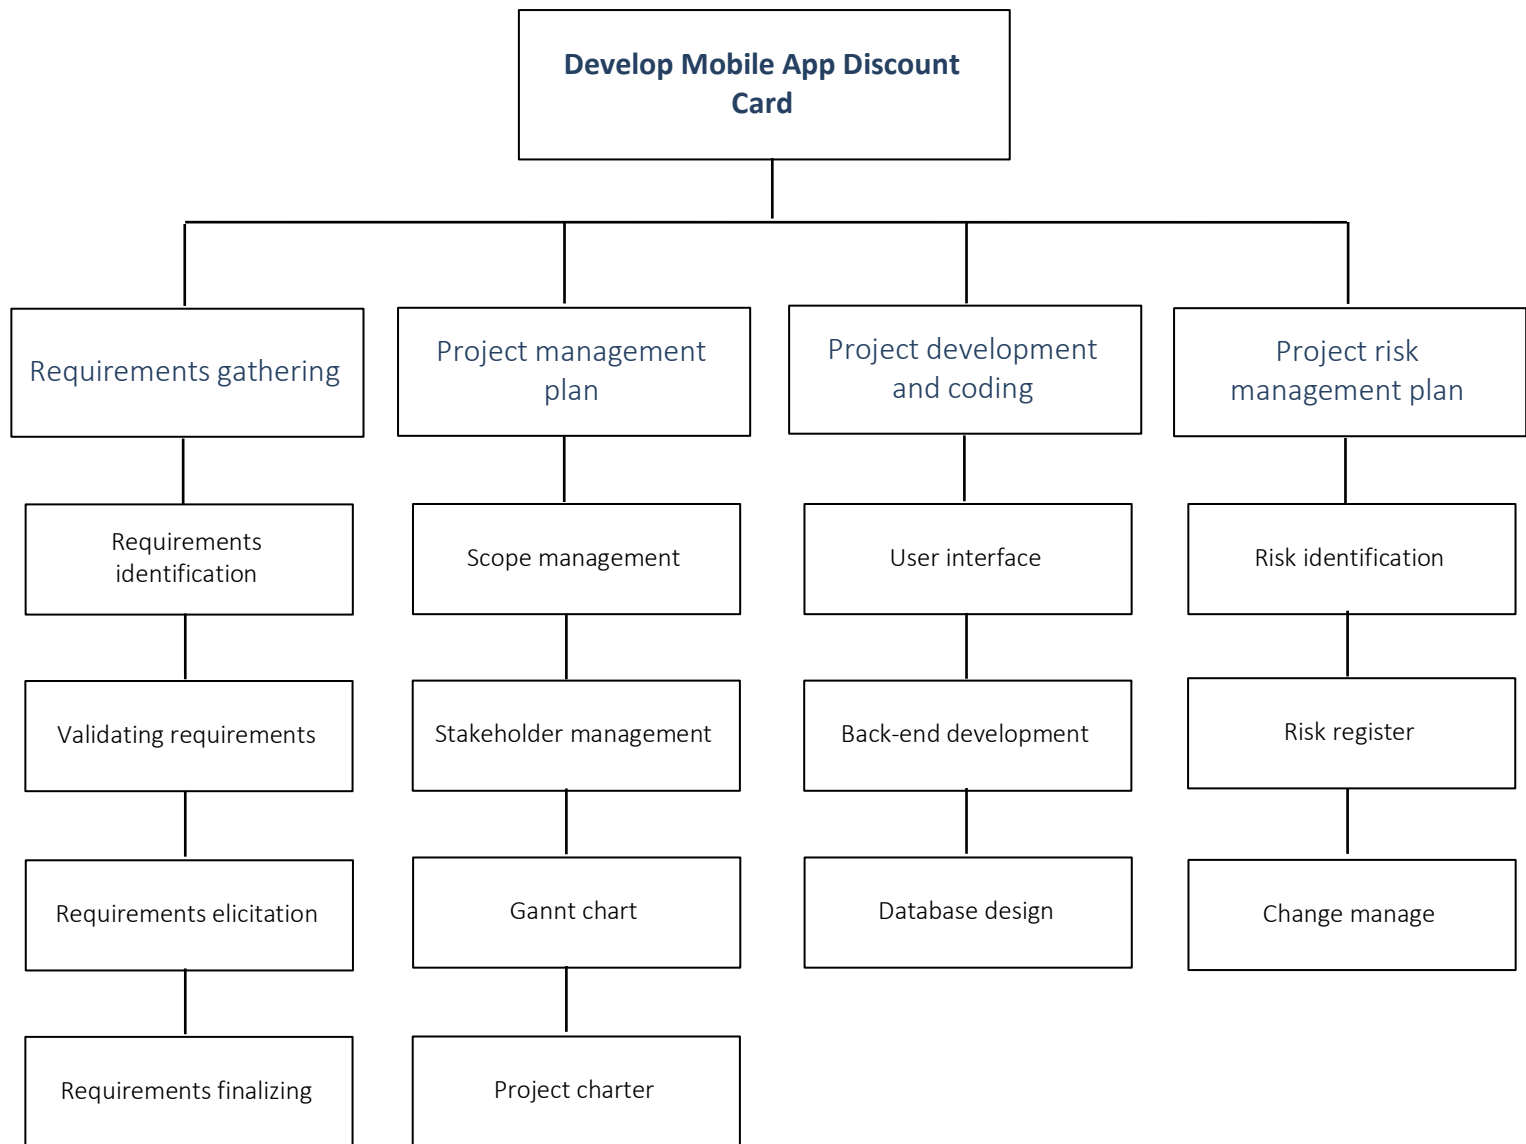 Develop Mobile App Discount
Card
Requirements gathering
Project management
plan
Project development
and coding
Project risk
management plan
Requirements
identification
Scope management
User interface
Risk identification
Validating requirements
Stakeholder management
Back-end development
Risk register
Requirements elicitation
Gannt chart
Database design
Change manage
Requirements finalizing
Project charter